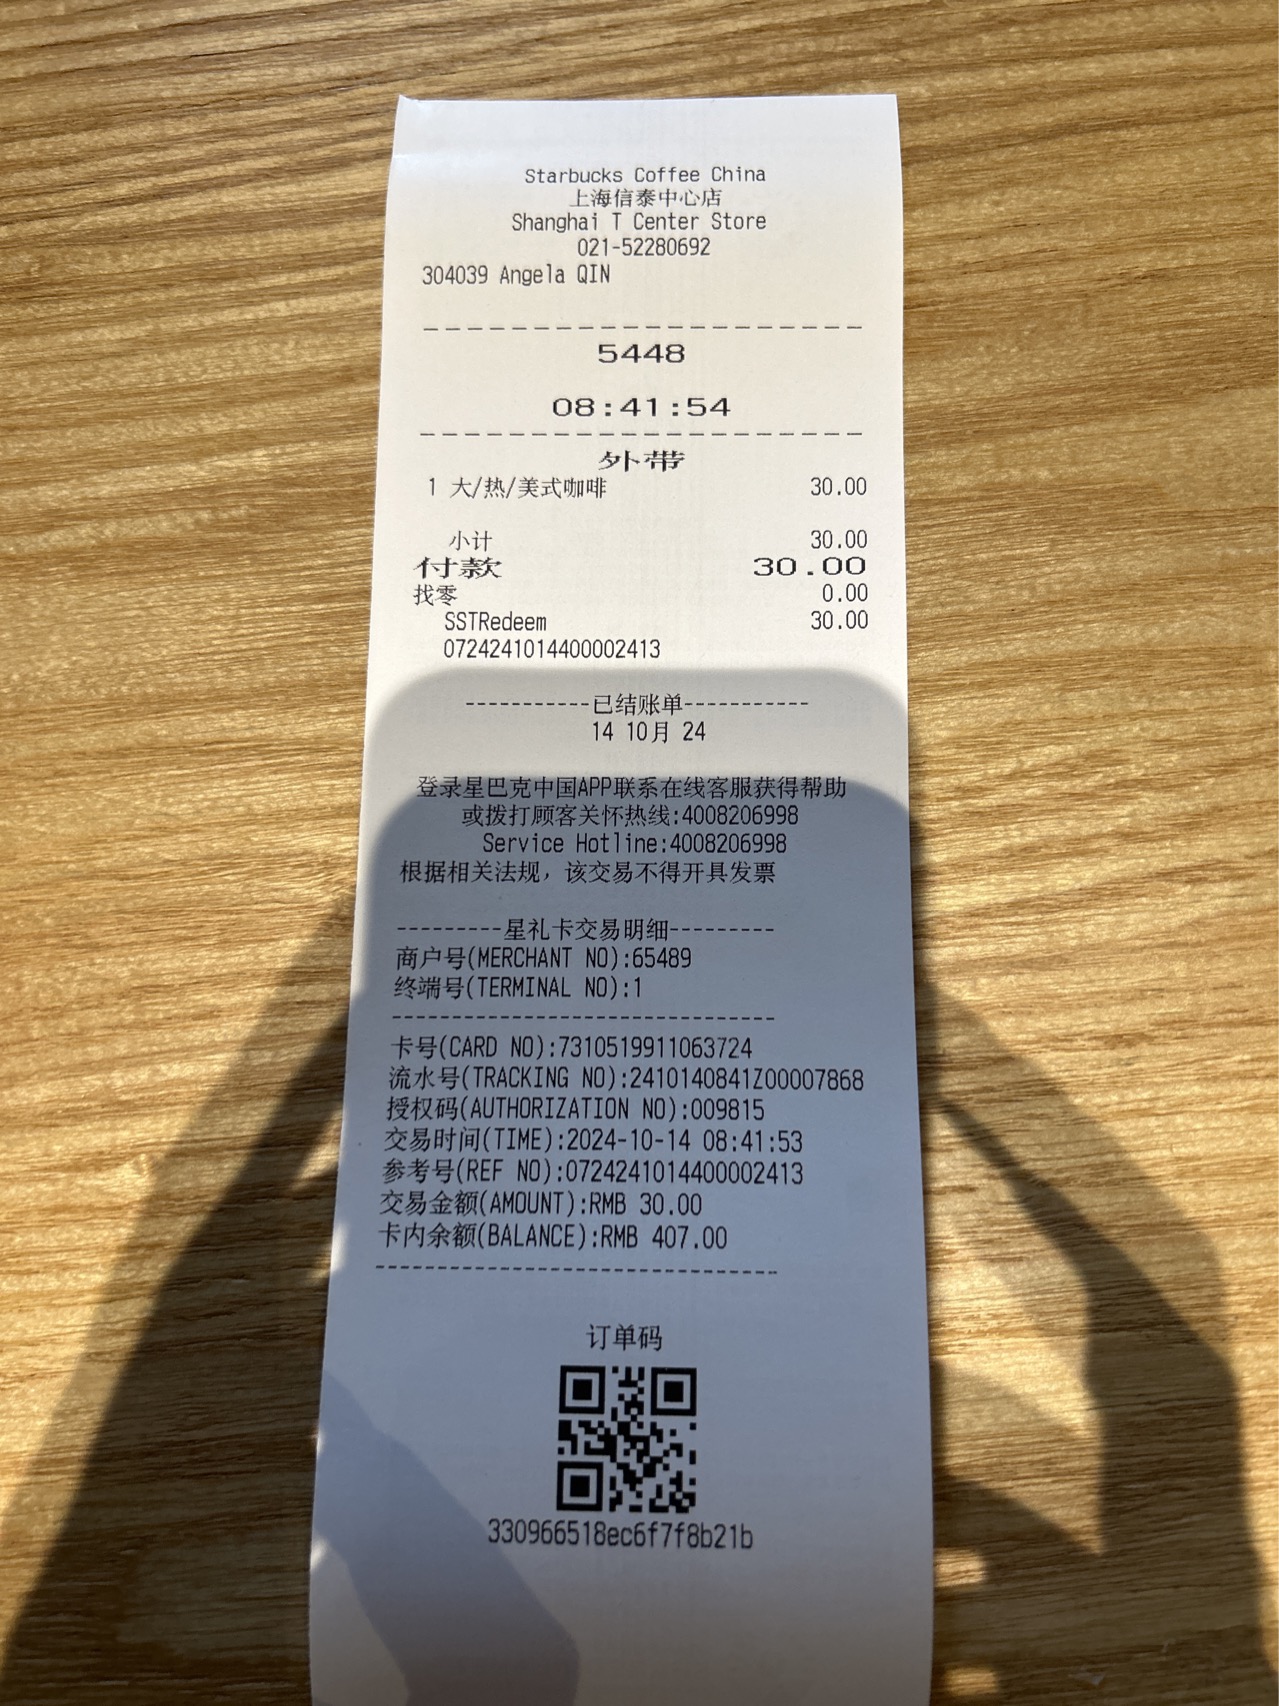 Starbucks Coffee China
上海信泰中心店
Shanghai T Center Store
021-52280692
304039 Angela QIN
5448
08:41:54
外带
1 大/热/美式咖啡 30.00
小计 30.00
付款 30.00
找零 0.00
SSTRedeem 30.00
0724241014400002413
-----------已结账单-----------
14 10月 24
登录星巴克中国APP联系在线客服获得帮助
或拨打顾客关怀热线:4008206998
Service Hotline:4008206998
根据相关法规，该交易不得开具发票
---------星礼卡交易明细---------
商户号(MERCHANT NO):65489
终端号(TERMINAL NO):1
卡号(CARD NO):7310519911063724
流水号(TRACKING NO):2410140841Z00007868
授权码(AUTHORIZATION NO):009815
交易时间(TIME):2024-10-14 08:41:53
参考号(REF NO):0724241014400002413
交易金额(AMOUNT):RMB 30.00
卡内余额(BALANCE):RMB 407.00
订单码
330966518ec6f7f8b21b